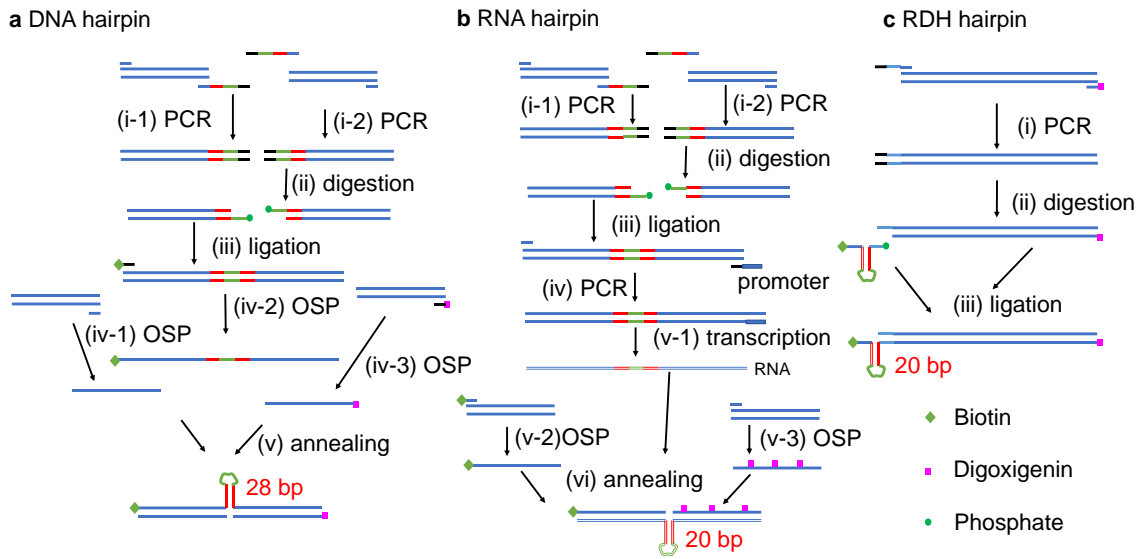 a DNA hairpin
(i-1) PCR
(i-2) PCR
(ii) digestion
(iii) ligation
(iv-2) OSP
(iv-1) OSP
(iv-3) OSP
(v) annealing
28 bp
b RNA hairpin
(i-1) PCR
(i-2) PCR
(ii) digestion
(iii) ligation
promoter
(iv) PCR
(v-1) transcription
RNA
(v-2)OSP
(v-3) OSP
(vi) annealing
20 bp
c RDH hairpin
(i) PCR
(ii) digestion
(iii) ligation
20 bp
Biotin
Digoxigenin
Phosphate